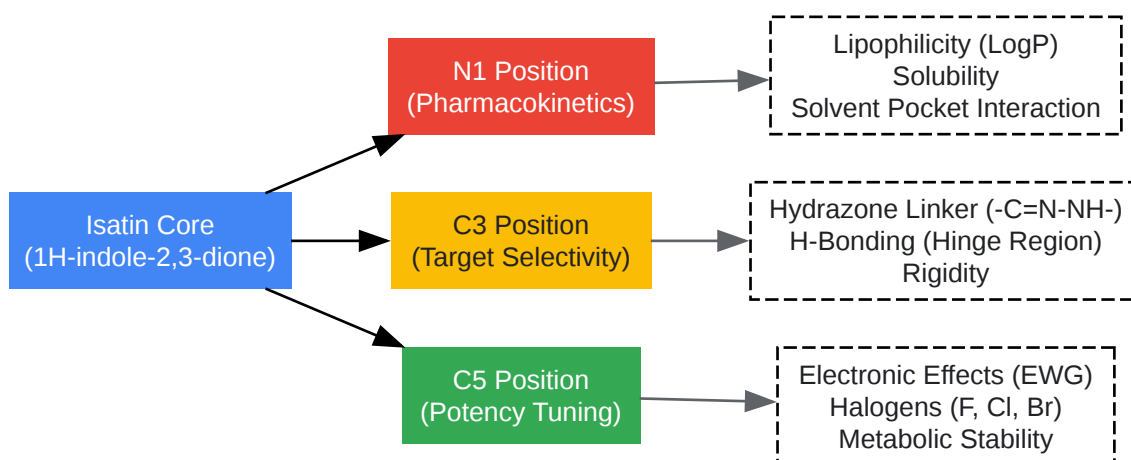 Isatin Core
(1H-indole-2,3-dione)
N1 Position
(Pharmacokinetics)
Lipophilicity (LogP)
Solubility
Solvent Pocket Interaction
C3 Position
(Target Selectivity)
Hydrazone Linker (-C=N-NH-)
H-Bonding (Hinge Region)
Rigidity
C5 Position
(Potency Tuning)
Electronic Effects (EWG)
Halogens (F, Cl, Br)
Metabolic Stability